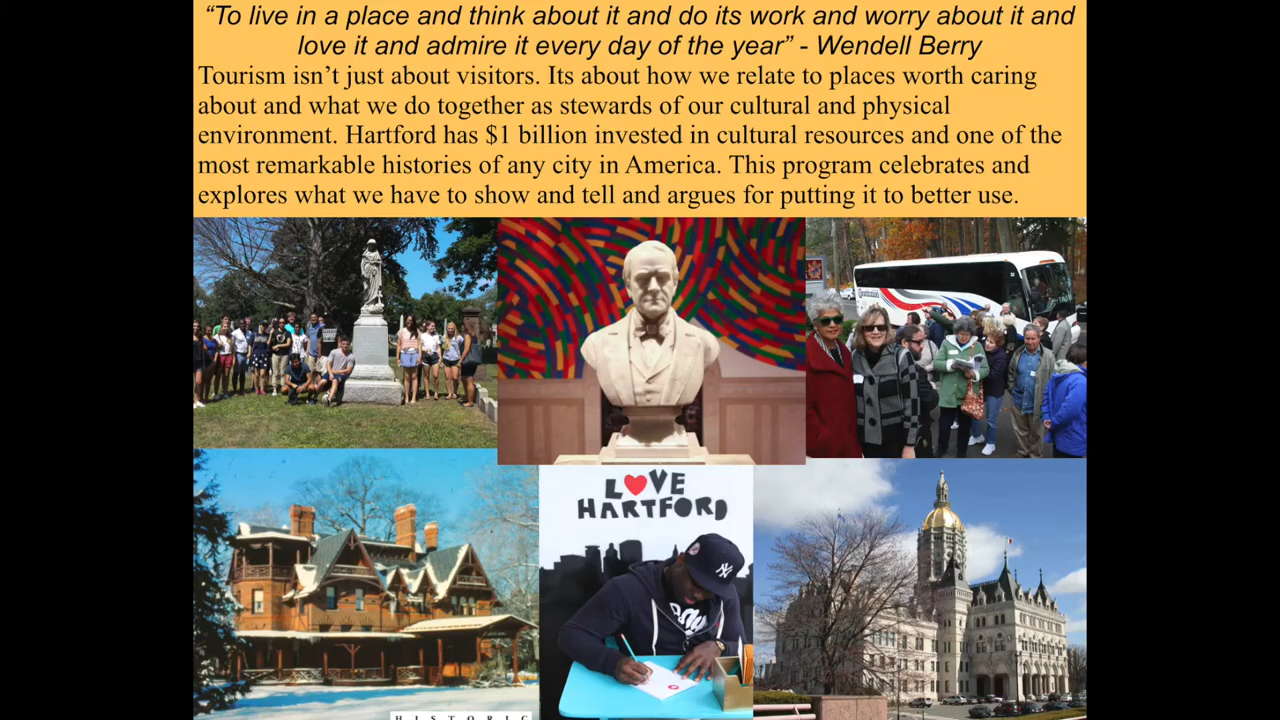 “To live in a place and think about it and do its work and worry about it and
love it and admire it every day of the year” - Wendell Berry
Tourism isn’t just about visitors. Its about how we relate to places worth caring
about and what we do together as stewards of our cultural and physical
environment. Hartford has $1 billion invested in cultural resources and one of the
most remarkable histories of any city in America. This program celebrates and
explores what we have to show and tell and argues for putting it to better use.
LOVE
HARTFORD
HISTORIC